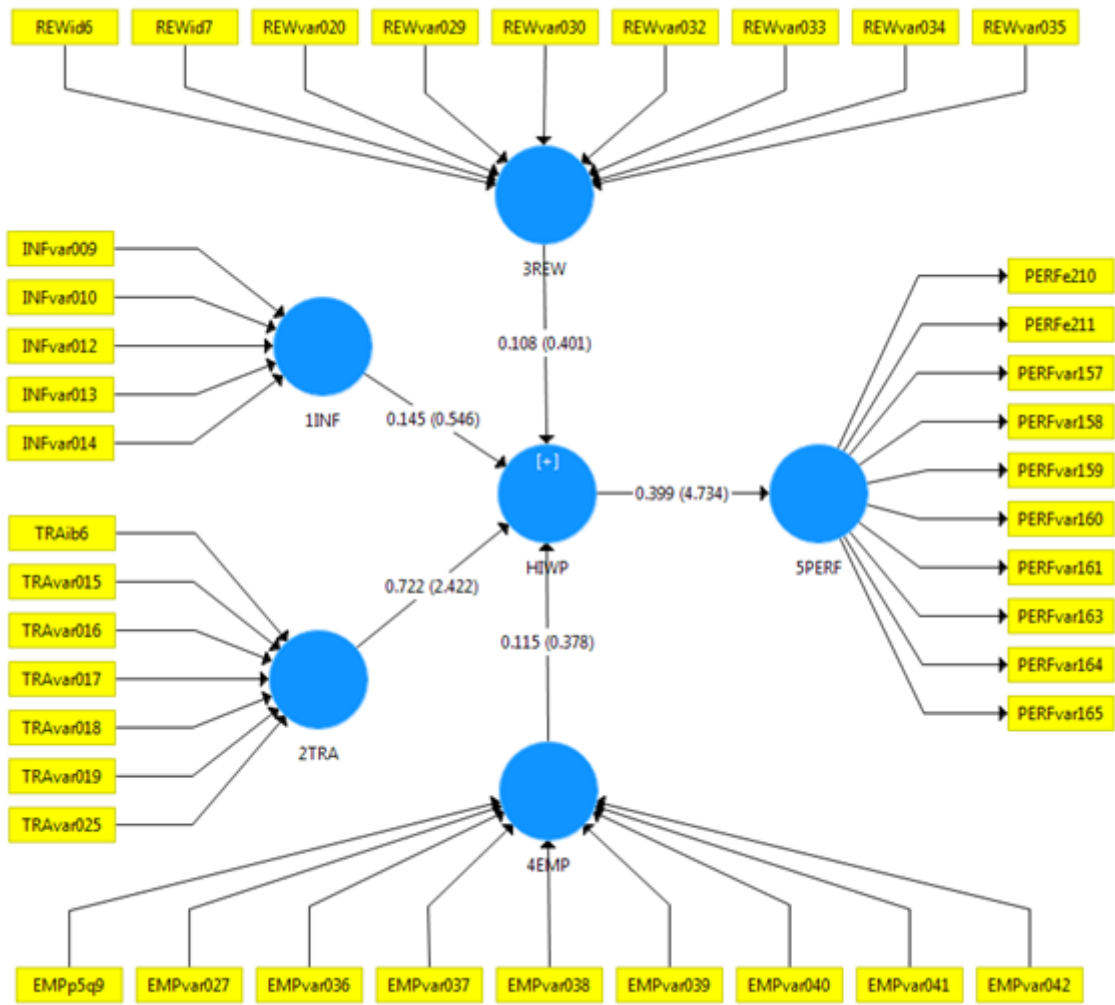 REWid6
REWid7
REWvar020
REWvar029
REWvar030
REWvar032
REWvar033
REWvar034
REWvar035
3REW
0.108 (0.401)
INFvar009
INFvar010
INFvar012
INFvar013
INFvar014
1INF
0.145 (0.546)
[+]
HIWP
0.399 (4.734)
5PERF
PERFe210
PERFe211
PERFvar157
PERFvar158
PERFvar159
PERFvar160
PERFvar161
PERFvar163
PERFvar164
PERFvar165
TRAib6
TRAvar015
TRAvar016
TRAvar017
TRAvar018
TRAvar019
TRAvar025
2TRA
0.722 (2.422)
0.115 (0.378)
4EMP
EMPp5q9
EMPvar027
EMPvar036
EMPvar037
EMPvar038
EMPvar039
EMPvar040
EMPvar041
EMPvar042